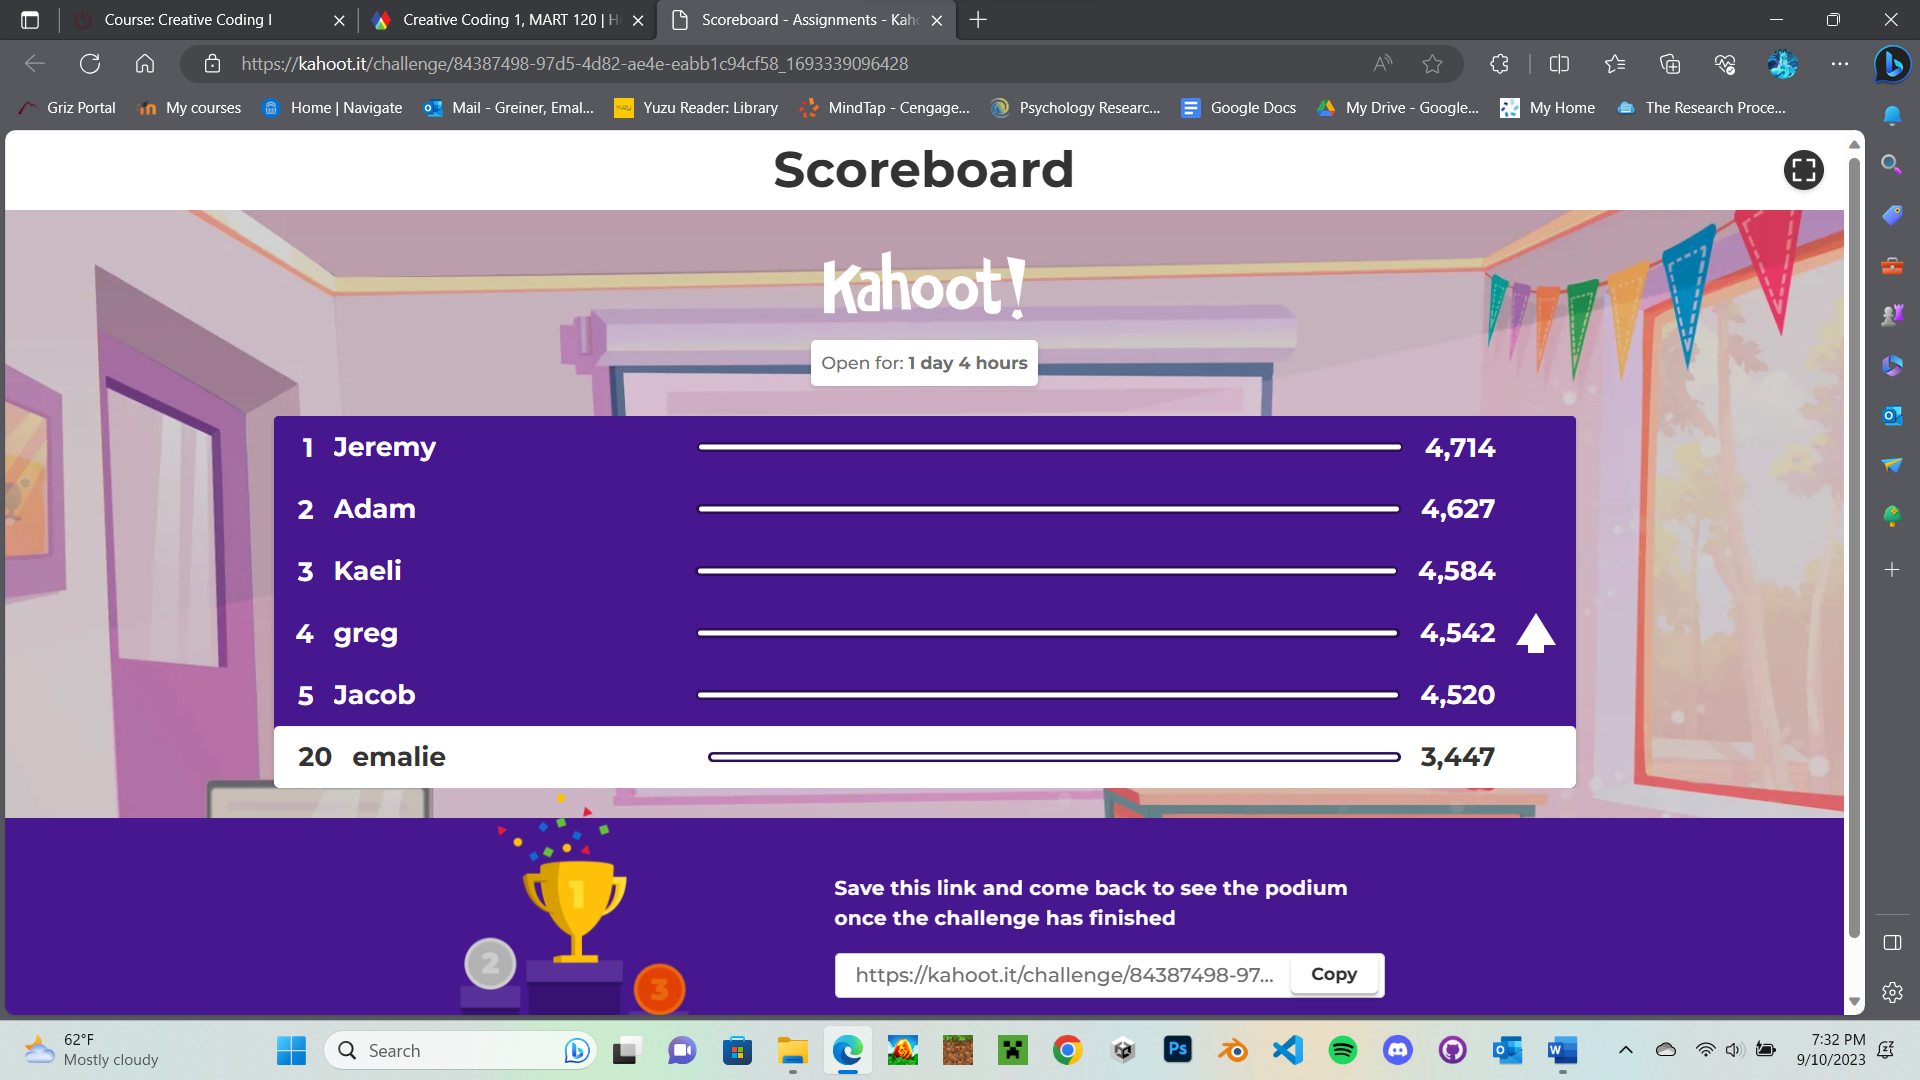 Course: Creative Coding I
Creative Coding 1, MART 120 | H
Scoreboard - Assignments - Kah
https://kahoot.it/challenge/84387498-97d5-4d82-ae4e-eabb1c94cf58_1693339096428
Griz Portal
My courses
Home | Navigate
Mail - Greiner, Emal...
Yuzu Reader: Library
MindTap - Cengage...
Psychology Researc...
Google Docs
My Drive - Google...
My Home
The Research Proce...
Scoreboard
Kahoot!
Open for: 1 day 4 hours
1 Jeremy 4,714
2 Adam 4,627
3 Kaeli 4,584
4 greg 4,542
5 Jacob 4,520
20 emalie 3,447
1
2
3
Save this link and come back to see the podium
once the challenge has finished
https://kahoot.it/challenge/84387498-97... Copy
62°F
Mostly cloudy
Search
Ps
7:32 PM
9/10/2023